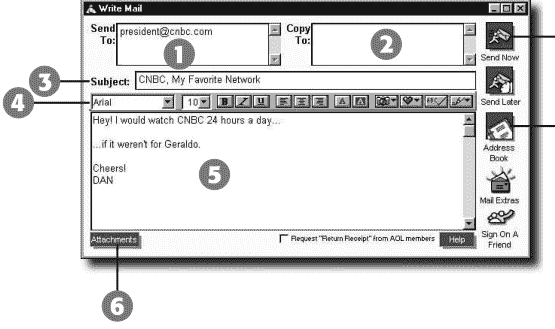 Write Mail
Send To: president@cnbc.com
Copy To:
1
2
Send Now
3
Subject: CNBC, My Favorite Network
4
Arial 10 B I U A A ABC
Send Later
Hey! I would watch CNBC 24 hours a day...
...if it weren't for Geraldo.
Cheers!
DAN
5
Address Book
Mail Extras
Sign On A Friend
Attachments
Request "Return Receipt" from AOL members
Help
6